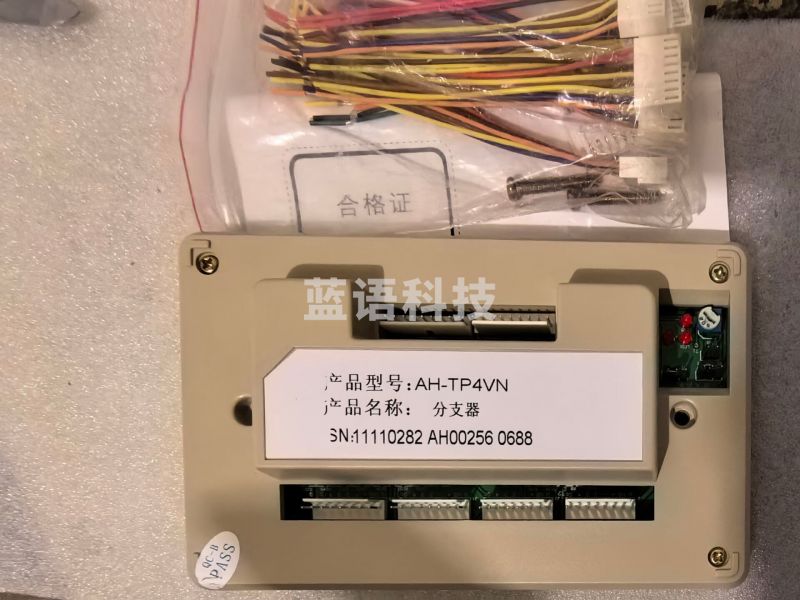 合格证
蓝语科技
产品型号:AH-TP4VN
产品名称: 分支器
SN:11110282 AH00256 0688
QC-B
PASS